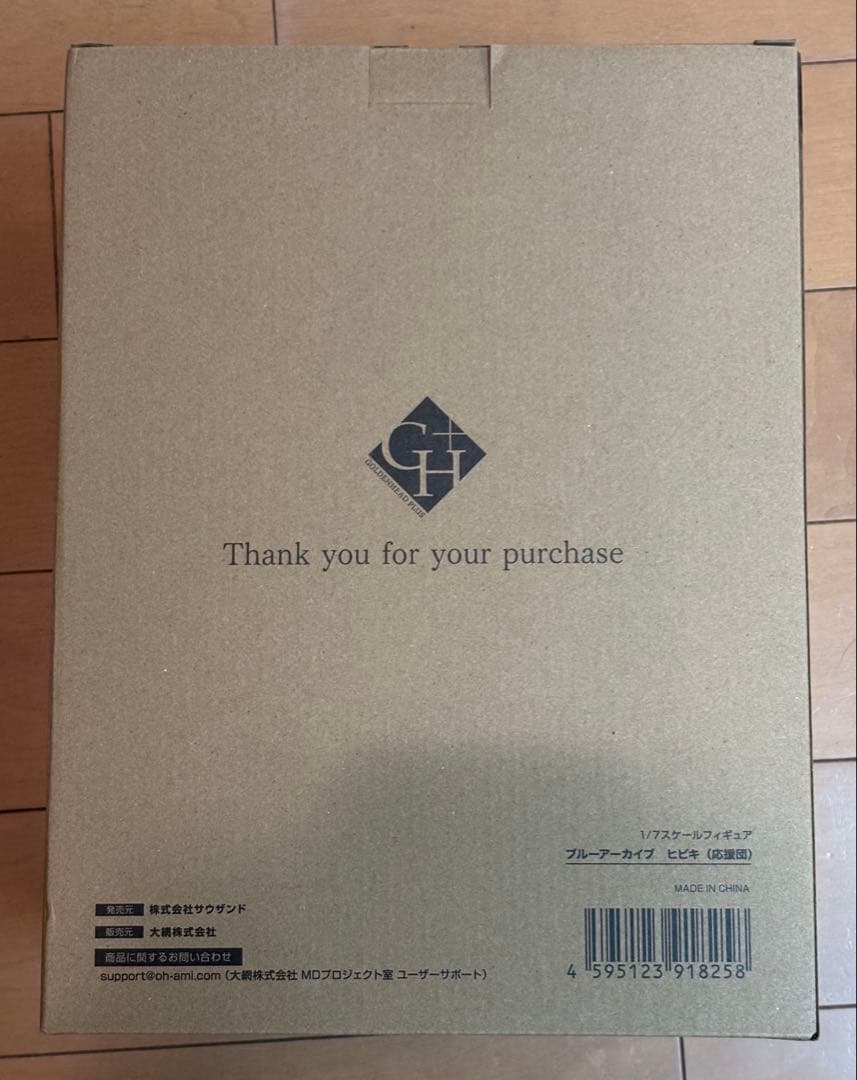 G+H
GOLDENHEAD PLUS
Thank you for your purchase
1/7スケールフィギュア
ブルーアーカイブ ヒビキ（応援団）
MADE IN CHINA
発売元 株式会社サウザンド
販売元 大網株式会社
商品に関するお問い合わせ
support@oh-ami.com（大網株式会社 MDプロジェクト室 ユーザーサポート）
4 595123 918258